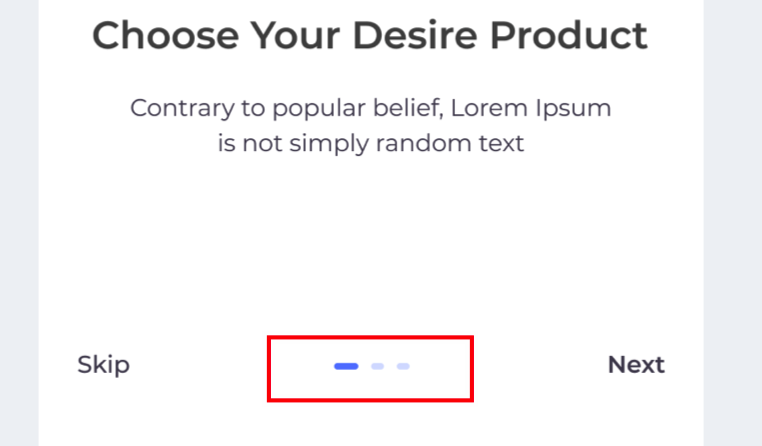 Choose Your Desire Product
Contrary to popular belief, Lorem Ipsum
is not simply random text
Skip
Next